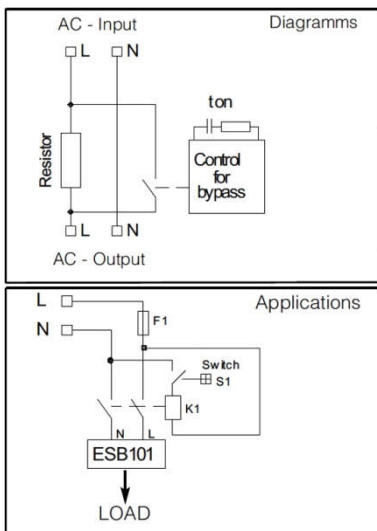 AC - Input
Diagramms
L
N
ton
Resistor
Control
for
bypass
L
N
AC - Output
L
Applications
F1
N
Switch
S1
K1
N
L
ESB101
LOAD